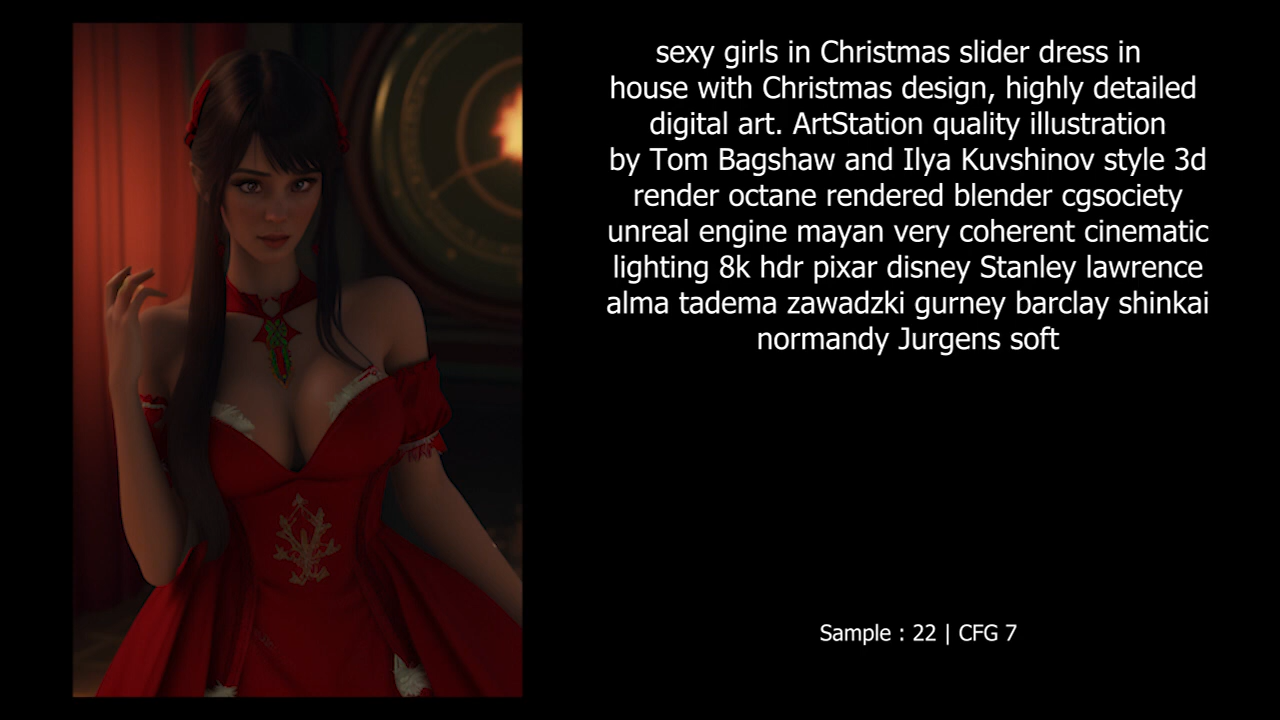 sexy girls in Christmas slider dress in
house with Christmas design, highly detailed
digital art. ArtStation quality illustration
by Tom Bagshaw and Ilya Kuvshinov style 3d
render octane rendered blender cgsociety
unreal engine mayan very coherent cinematic
lighting 8k hdr pixar disney Stanley lawrence
alma tadema zawadzki gurney barclay shinkai
normandy Jurgens soft
Sample : 22 | CFG 7